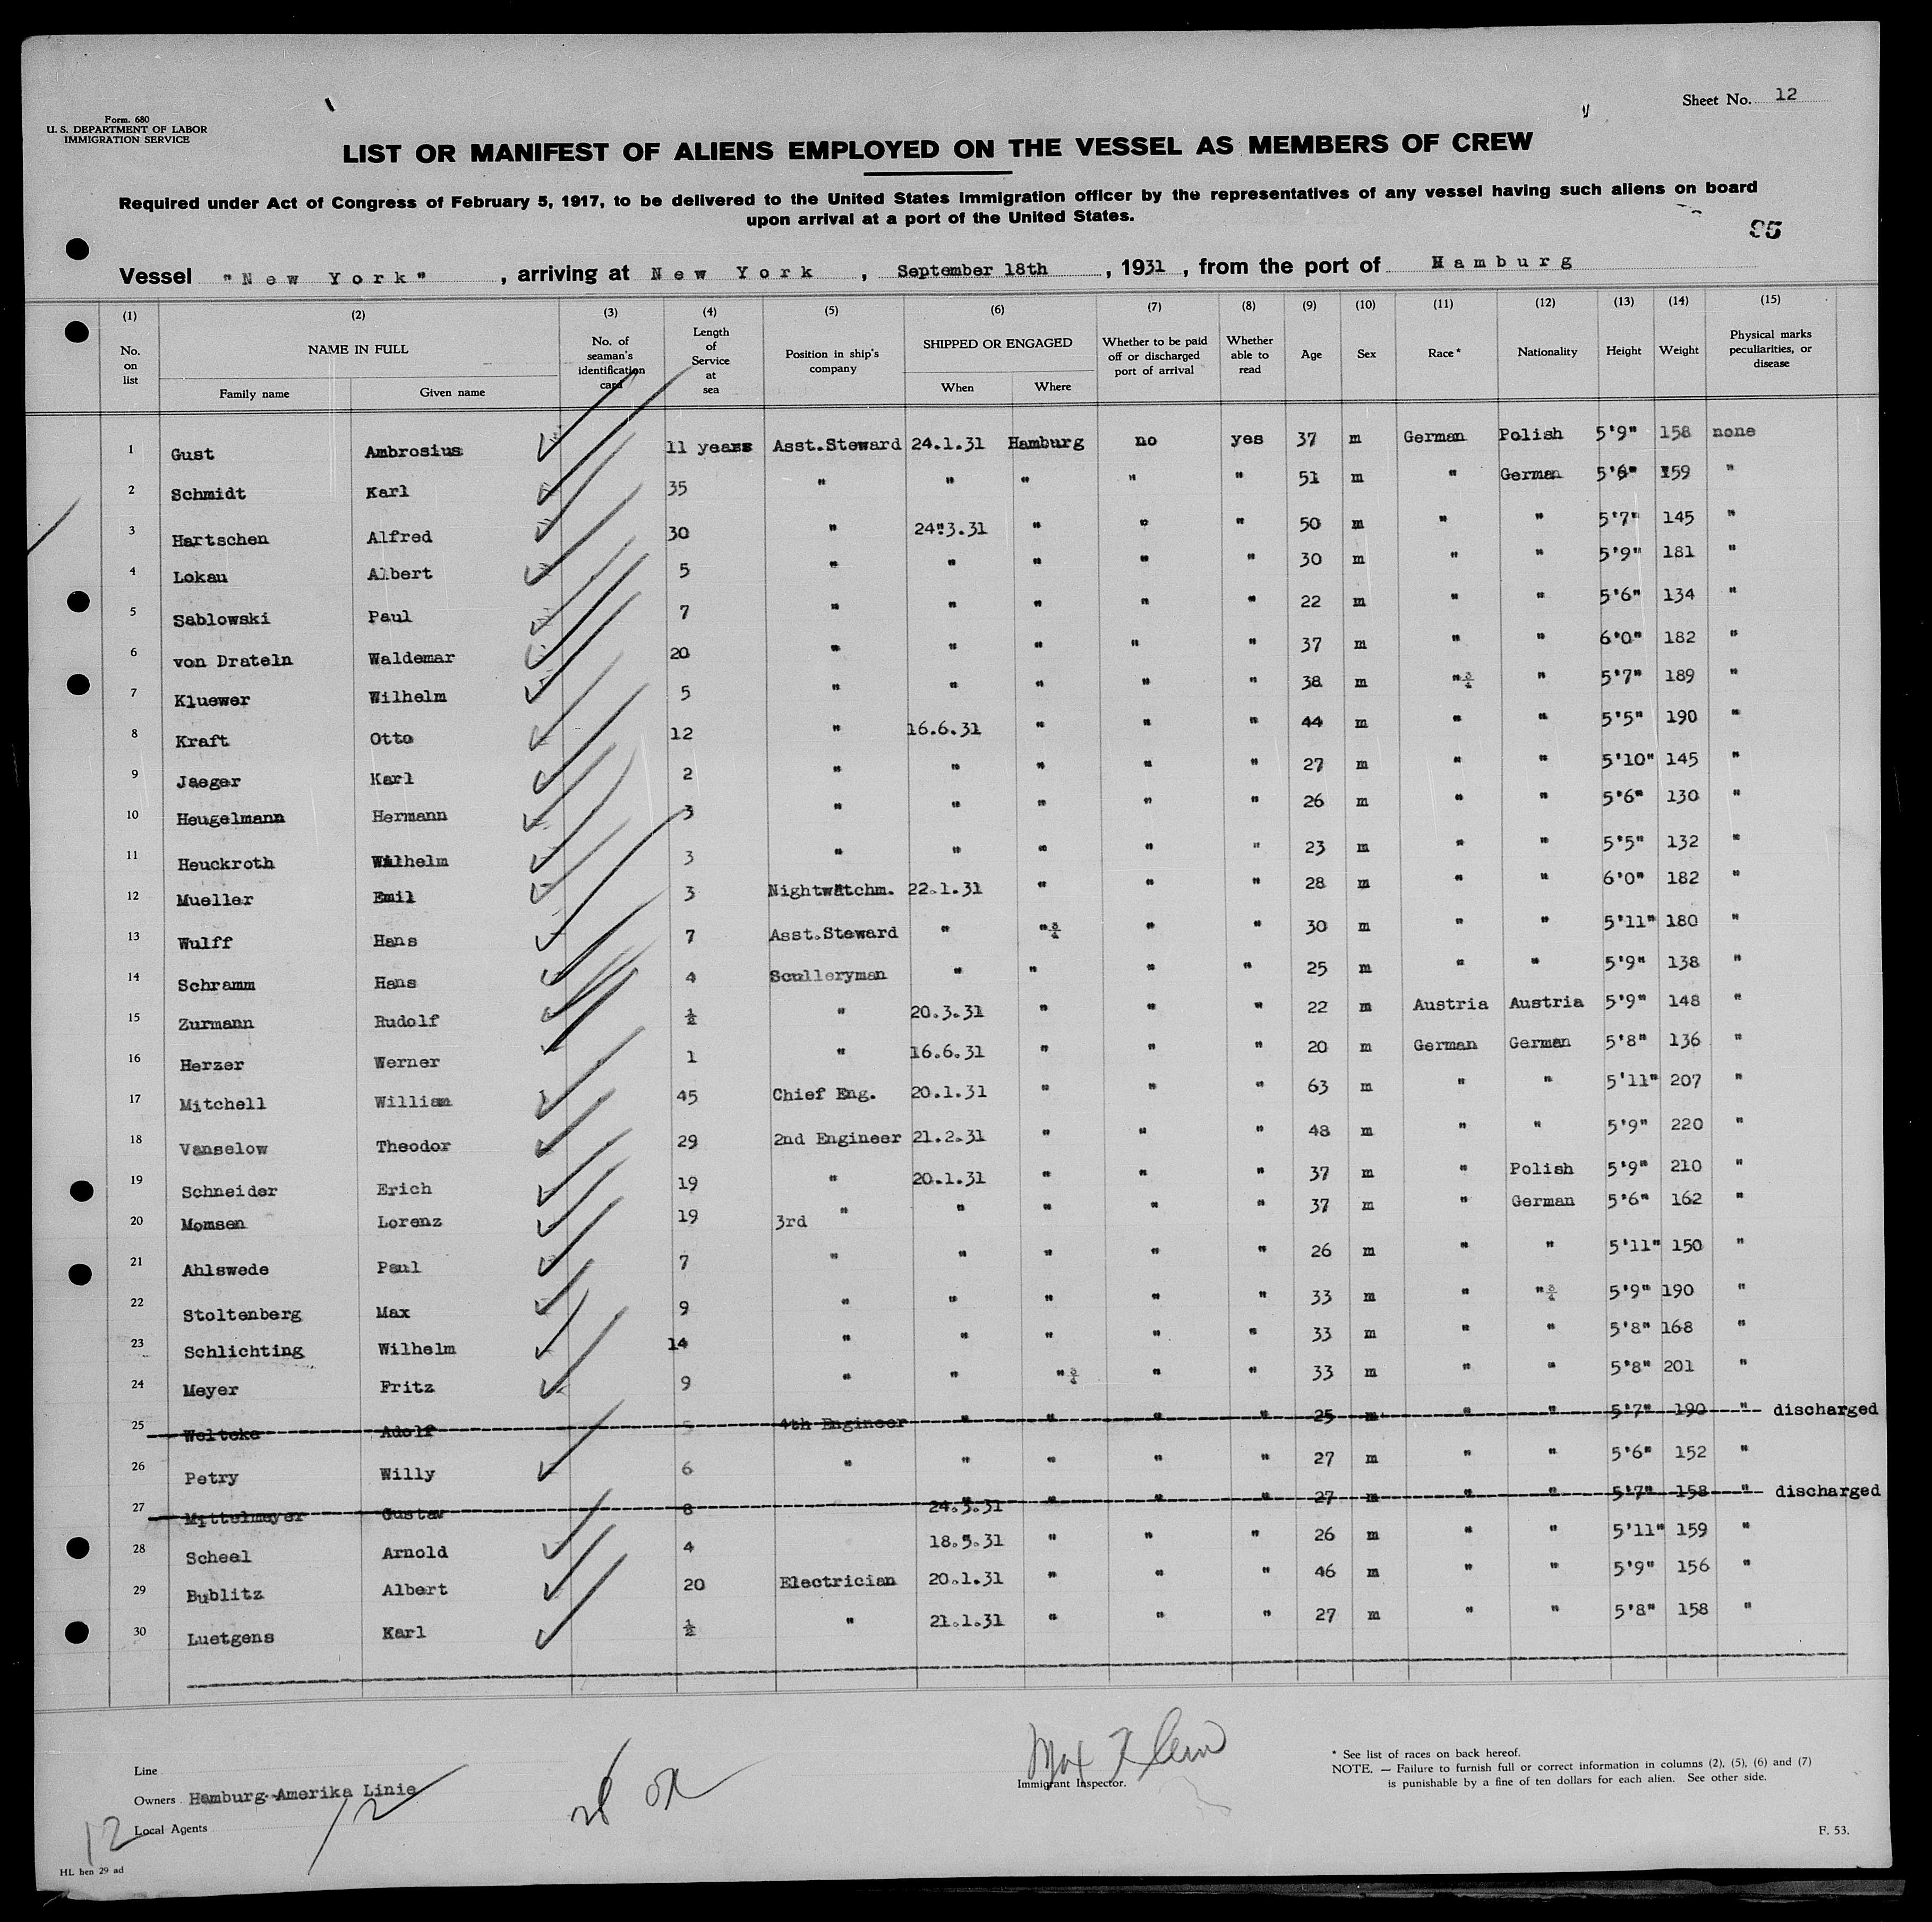 Sheet No. 12
Form. 680
U. S. DEPARTMENT OF LABOR
IMMIGRATION SERVICE
LIST OR MANIFEST OF ALIENS EMPLOYED ON THE VESSEL AS MEMBERS OF CREW
Required under Act of Congress of February 5, 1917, to be delivered to the United States Immigration officer by the representatives of any vessel having such aliens on board
upon arrival at a port of the United States.
95
Vessel "New York" , arriving at New York , September 18th , 1931 , from the port of Hamburg
(1) (2) (3) (4) (5) (6) (7) (8) (9) (10) (11) (12) (13) (14) (15)
No. on list NAME IN FULL No. of seaman's identification card Length of Service at sea Position in ship's company SHIPPED OR ENGAGED Whether to be paid off or discharged port of arrival Whether able to read Age Sex Race* Nationality Height Weight Physical marks peculiarities, or disease
Family name Given name When Where
1 Gust Ambrosius 11 years Asst.Steward 24.1.31 Hamburg no yes 37 m German Polish 5'9" 158 none
2 Schmidt Karl 35 " " " " " 51 m " German 5'6" 159 "
3 Hartschen Alfred 30 " 24.3.31 " " " 50 m " " 5'7" 145 "
4 Lokau Albert 5 " " " " " 30 m " " 5'9" 181 "
5 Sablowski Paul 7 " " " " " 22 m " " 5'6" 134 "
6 von Drateln Waldemar 20 " " " " " 37 m " " 6'0" 182 "
7 Kluewer Wilhelm 5 " " " " " 38 m " " 5'7" 189 "
8 Kraft Otto 12 " 16.6.31 " " " 44 m " " 5'5" 190 "
9 Jaeger Karl 2 " " " " " 27 m " " 5'10" 145 "
10 Heugelmann Hermann 3 " " " " " 26 m " " 5'6" 130 "
11 Heuckroth Wilhelm 3 " " " " " 23 m " " 5'5" 132 "
12 Mueller Emil 3 Nightwatchm. 22.1.31 " " " 28 m " " 6'0" 182 "
13 Wulff Hans 7 Asst.Steward " " " " 30 m " " 5'11" 180 "
14 Schramm Hans 4 Sculleryman " " " " 25 m " " 5'9" 138 "
15 Zurmann Rudolf ½ " 20.3.31 " " " 22 m Austria Austria 5'9" 148 "
16 Herzer Werner 1 " 16.6.31 " " " 20 m German German 5'8" 136 "
17 Mitchell William 45 Chief Eng. 20.1.31 " " " 63 m " " 5'11" 207 "
18 Vanselow Theodor 29 2nd Engineer 21.2.31 " " " 48 m " " 5'9" 220 "
19 Schneider Erich 19 " 20.1.31 " " " 37 m " Polish 5'9" 210 "
20 Momsen Lorenz 19 3rd " " " " " 37 m " German 5'6" 162 "
21 Ahlswede Paul 7 " " " " " 26 m " " 5'11" 150 "
22 Stoltenberg Max 9 " " " " " 33 m " " 5'9" 190 "
23 Schlichting Wilhelm 14 " " " " " 33 m " " 5'8" 168 "
24 Meyer Fritz 9 " " " " " 33 m " " 5'8" 201 "
25 Welteke Adolf 5 4th Engineer " " " " 25 m " " 5'7" 190 " discharged
26 Petry Willy 6 " " " " " 27 m " " 5'6" 152 "
27 Mittelmeyer Gustav 8 24.3.31 " " " 27 m " " 5'7" 158 " discharged
28 Scheel Arnold 4 18.5.31 " " " 26 m " " 5'11" 159 "
29 Bublitz Albert 20 Electrician 20.1.31 " " " 46 m " " 5'9" 156 "
30 Luetgens Karl ½ " 21.1.31 " " " 27 m " " 5'8" 158 "
Line
Owners Hamburg-Amerika Linie
Local Agents
12
12
28 OK
Max Klein
Immigrant Inspector.
* See list of races on back hereof.
NOTE. — Failure to furnish full or correct information in columns (2), (5), (6) and (7)
is punishable by a fine of ten dollars for each alien. See other side.
F. 53.
HL hen 29 ad